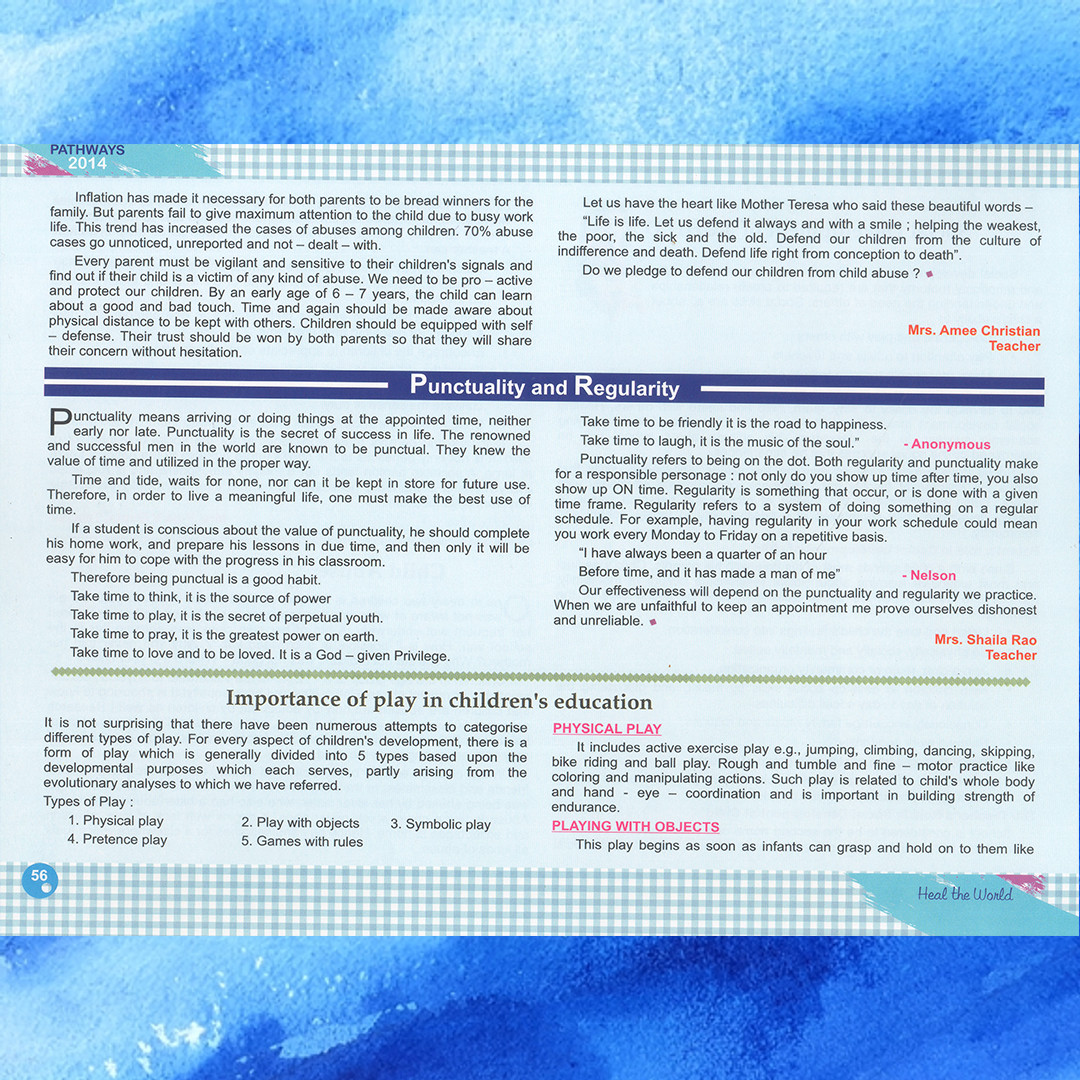 PATHWAYS
2014
Inflation has made it necessary for both parents to be bread winners for the
family. But parents fail to give maximum attention to the child due to busy work
life. This trend has increased the cases of abuses among children. 70% abuse
cases go unnoticed, unreported and not – dealt – with.
Every parent must be vigilant and sensitive to their children's signals and
find out if their child is a victim of any kind of abuse. We need to be pro – active
and protect our children. By an early age of 6 – 7 years, the child can learn
about a good and bad touch. Time and again should be made aware about
physical distance to be kept with others. Children should be equipped with self
– defense. Their trust should be won by both parents so that they will share
their concern without hesitation.
Let us have the heart like Mother Teresa who said these beautiful words –
“Life is life. Let us defend it always and with a smile ; helping the weakest,
the poor, the sick and the old. Defend our children from the culture of
indifference and death. Defend life right from conception to death”.
Do we pledge to defend our children from child abuse ?
Mrs. Amee Christian
Teacher
Punctuality and Regularity
Punctuality means arriving or doing things at the appointed time, neither
early nor late. Punctuality is the secret of success in life. The renowned
and successful men in the world are known to be punctual. They knew the
value of time and utilized in the proper way.
Time and tide, waits for none, nor can it be kept in store for future use.
Therefore, in order to live a meaningful life, one must make the best use of
time.
If a student is conscious about the value of punctuality, he should complete
his home work, and prepare his lessons in due time, and then only it will be
easy for him to cope with the progress in his classroom.
Therefore being punctual is a good habit.
Take time to think, it is the source of power
Take time to play, it is the secret of perpetual youth.
Take time to pray, it is the greatest power on earth.
Take time to love and to be loved. It is a God – given Privilege.
Take time to be friendly it is the road to happiness.
Take time to laugh, it is the music of the soul.” - Anonymous
Punctuality refers to being on the dot. Both regularity and punctuality make
for a responsible personage : not only do you show up time after time, you also
show up ON time. Regularity is something that occur, or is done with a given
time frame. Regularity refers to a system of doing something on a regular
schedule. For example, having regularity in your work schedule could mean
you work every Monday to Friday on a repetitive basis.
“I have always been a quarter of an hour
Before time, and it has made a man of me” - Nelson
Our effectiveness will depend on the punctuality and regularity we practice.
When we are unfaithful to keep an appointment me prove ourselves dishonest
and unreliable.
Mrs. Shaila Rao
Teacher
Importance of play in children's education
It is not surprising that there have been numerous attempts to categorise
different types of play. For every aspect of children's development, there is a
form of play which is generally divided into 5 types based upon the
developmental purposes which each serves, partly arising from the
evolutionary analyses to which we have referred.
Types of Play :
1. Physical play 2. Play with objects 3. Symbolic play
4. Pretence play 5. Games with rules
PHYSICAL PLAY
It includes active exercise play e.g., jumping, climbing, dancing, skipping,
bike riding and ball play. Rough and tumble and fine – motor practice like
coloring and manipulating actions. Such play is related to child's whole body
and hand - eye – coordination and is important in building strength of
endurance.
PLAYING WITH OBJECTS
This play begins as soon as infants can grasp and hold on to them like
56
Heal the World